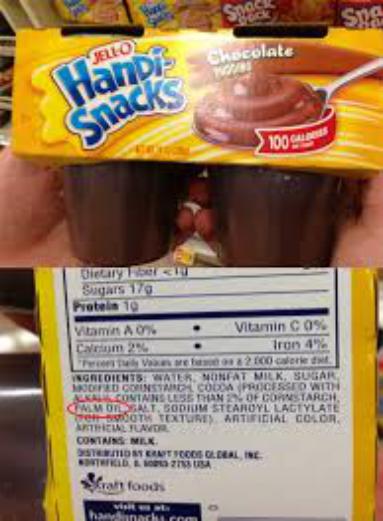 Snack
Pack
JELL-O
HANDi-
Snacks
Chocolate
PUDDING
100 CALORIES
Dietary Fiber <1g
Sugars 17g
Protein 1g
Vitamin A 0% • Vitamin C 0%
Calcium 2% • Iron 4%
*Percent Daily Values are based on a 2,000 calorie diet.
INGREDIENTS: WATER, NONFAT MILK, SUGAR,
MODIFIED CORNSTARCH, COCOA (PROCESSED WITH
ALKALI), CONTAINS LESS THAN 2% OF CORNSTARCH,
PALM OIL, SALT, SODIUM STEAROYL LACTYLATE
(FOR SMOOTH TEXTURE), ARTIFICIAL COLOR,
ARTIFICIAL FLAVOR.
CONTAINS: MILK.
DISTRIBUTED BY KRAFT FOODS GLOBAL, INC.
NORTHFIELD, IL 60093-2753 USA
kraft foods
visit us at:
handisnacks.com